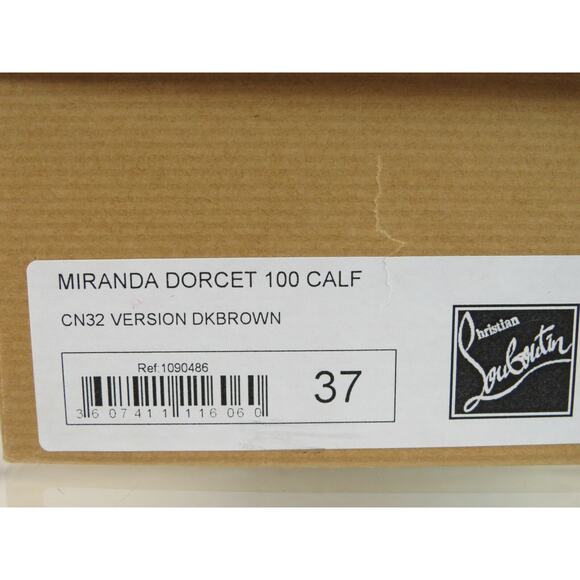 MIRANDA DORCET 100 CALF
CN32 VERSION DKBROWN
Ref.1090486
3607411116060
37
Christian
Louboutin